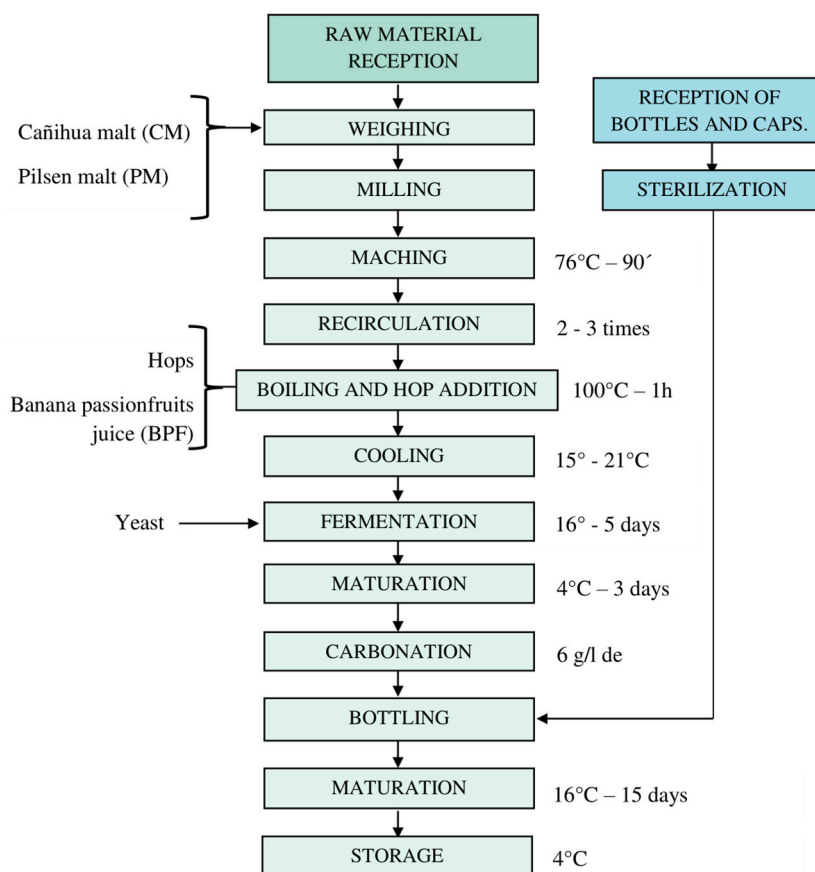 RAW MATERIAL
RECEPTION
RECEPTION OF
BOTTLES AND CAPS.
Cañihua malt (CM)
WEIGHING
Pilsen malt (PM)
MILLING
STERILIZATION
MACHING
76°C – 90´
RECIRCULATION
2 - 3 times
Hops
Banana passionfruits
juice (BPF)
BOILING AND HOP ADDITION
100°C – 1h
COOLING
15° - 21°C
Yeast
FERMENTATION
16° - 5 days
MATURATION
4°C – 3 days
CARBONATION
6 g/l de
BOTTLING
MATURATION
16°C – 15 days
STORAGE
4°C